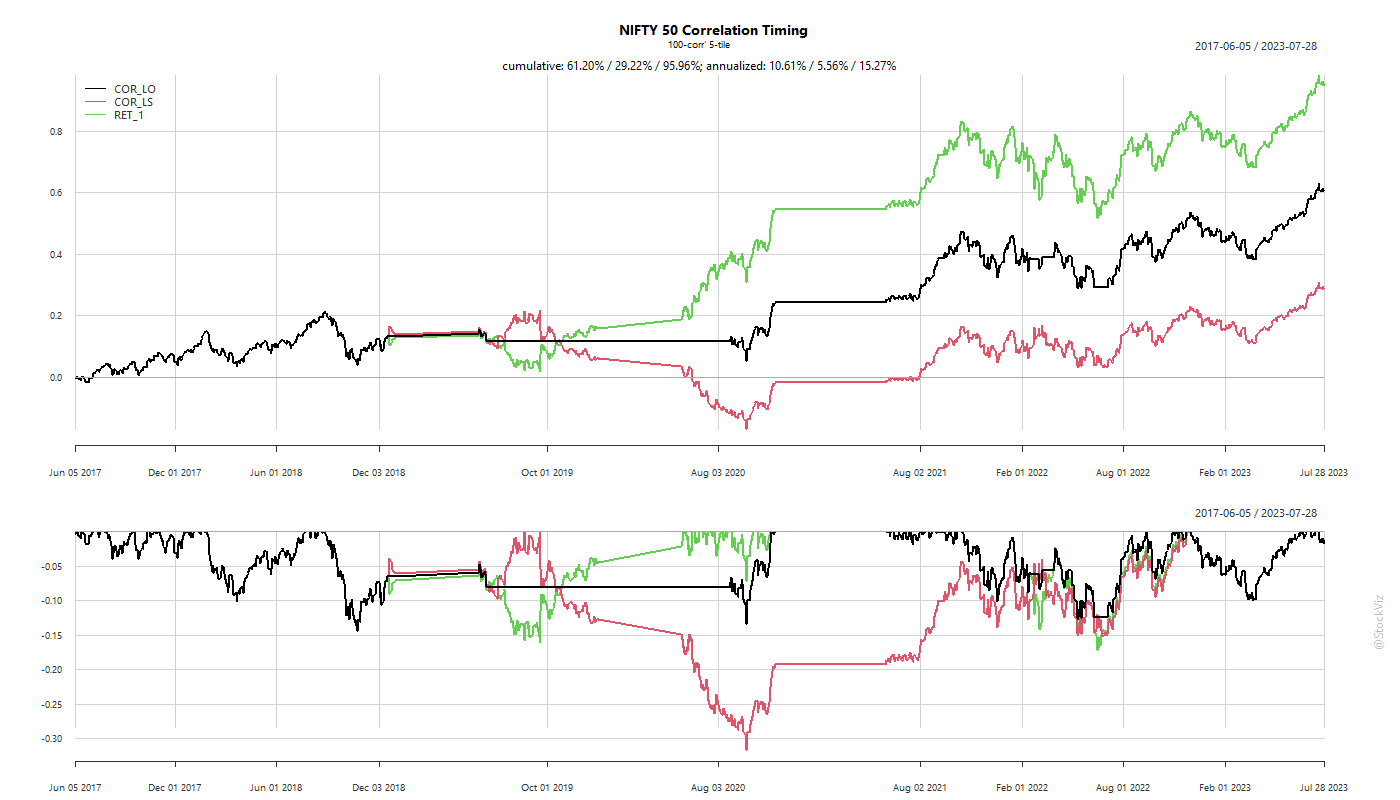 NIFTY 50 Correlation Timing
100-corr' 5-tile
2017-06-05 / 2023-07-28
cumulative: 61.20% / 29.22% / 95.96%; annualized: 10.61% / 5.56% / 15.27%
COR_LO
COR_LS
RET_1
0.8
0.6
0.4
0.2
0.0
Jun 05 2017 Dec 01 2017 Jun 01 2018 Dec 03 2018 Oct 01 2019 Aug 03 2020 Aug 02 2021 Feb 01 2022 Aug 01 2022 Feb 01 2023 Jul 28 2023
2017-06-05 / 2023-07-28
-0.05
-0.10
-0.15
-0.20
-0.25
-0.30
Jun 05 2017 Dec 01 2017 Jun 01 2018 Dec 03 2018 Oct 01 2019 Aug 03 2020 Aug 02 2021 Feb 01 2022 Aug 01 2022 Feb 01 2023 Jul 28 2023
@StockViz